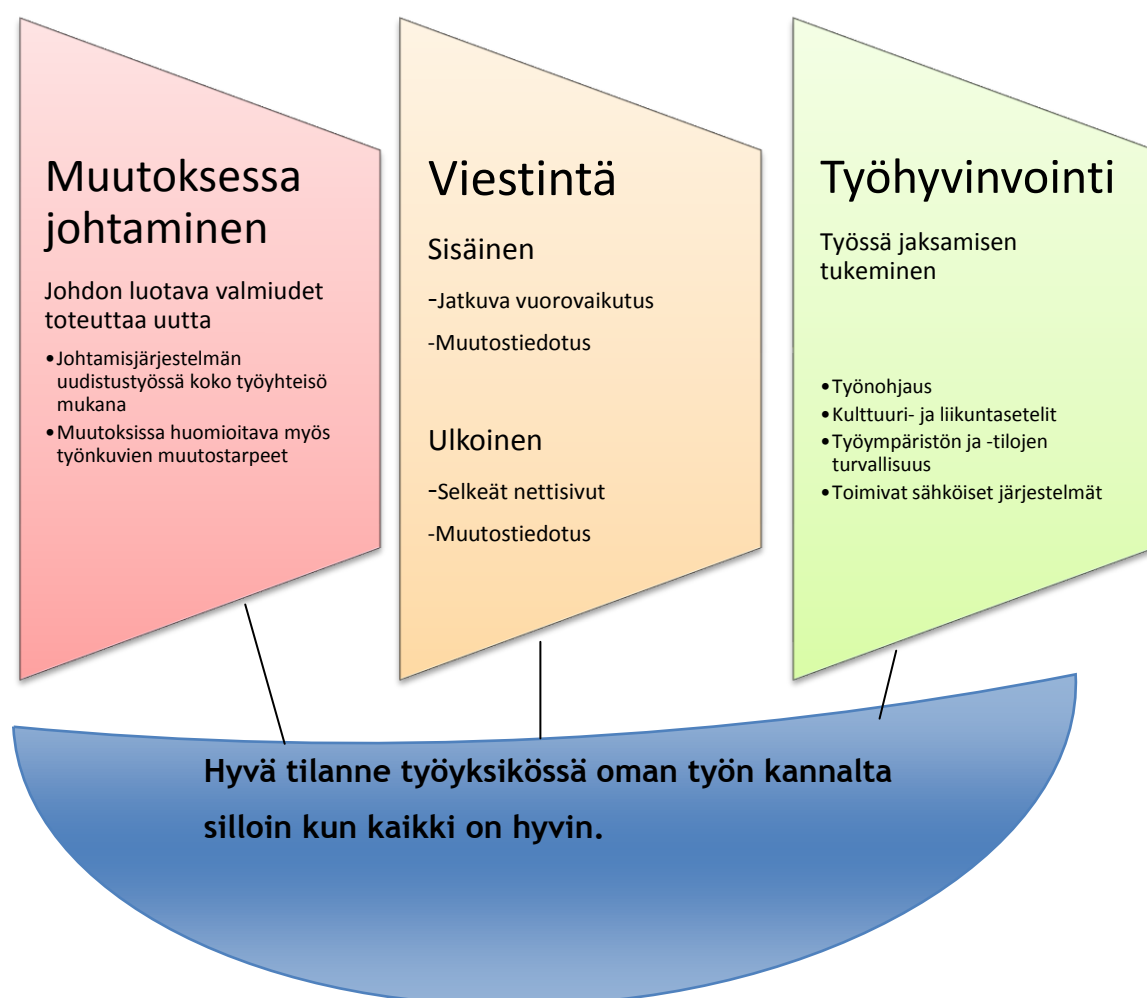 Muutoksessa
johtaminen
Johdon luotava valmiudet
toteuttaa uutta
•Johtamisjärjestelmän
uudistustyössä koko työyhteisö
mukana
•Muutoksissa huomioitava myös
työnkuvien muutostarpeet
Viestintä
Sisäinen
-Jatkuva vuorovaikutus
-Muutostiedotus
Ulkoinen
-Selkeät nettisivut
-Muutostiedotus
Työhyvinvointi
Työssä jaksamisen
tukeminen
•Työnohjaus
•Kulttuuri- ja liikuntasetelit
•Työympäristön ja -tilojen
turvallisuus
•Toimivat sähköiset järjestelmät
Hyvä tilanne työyksikössä oman työn kannalta
silloin kun kaikki on hyvin.